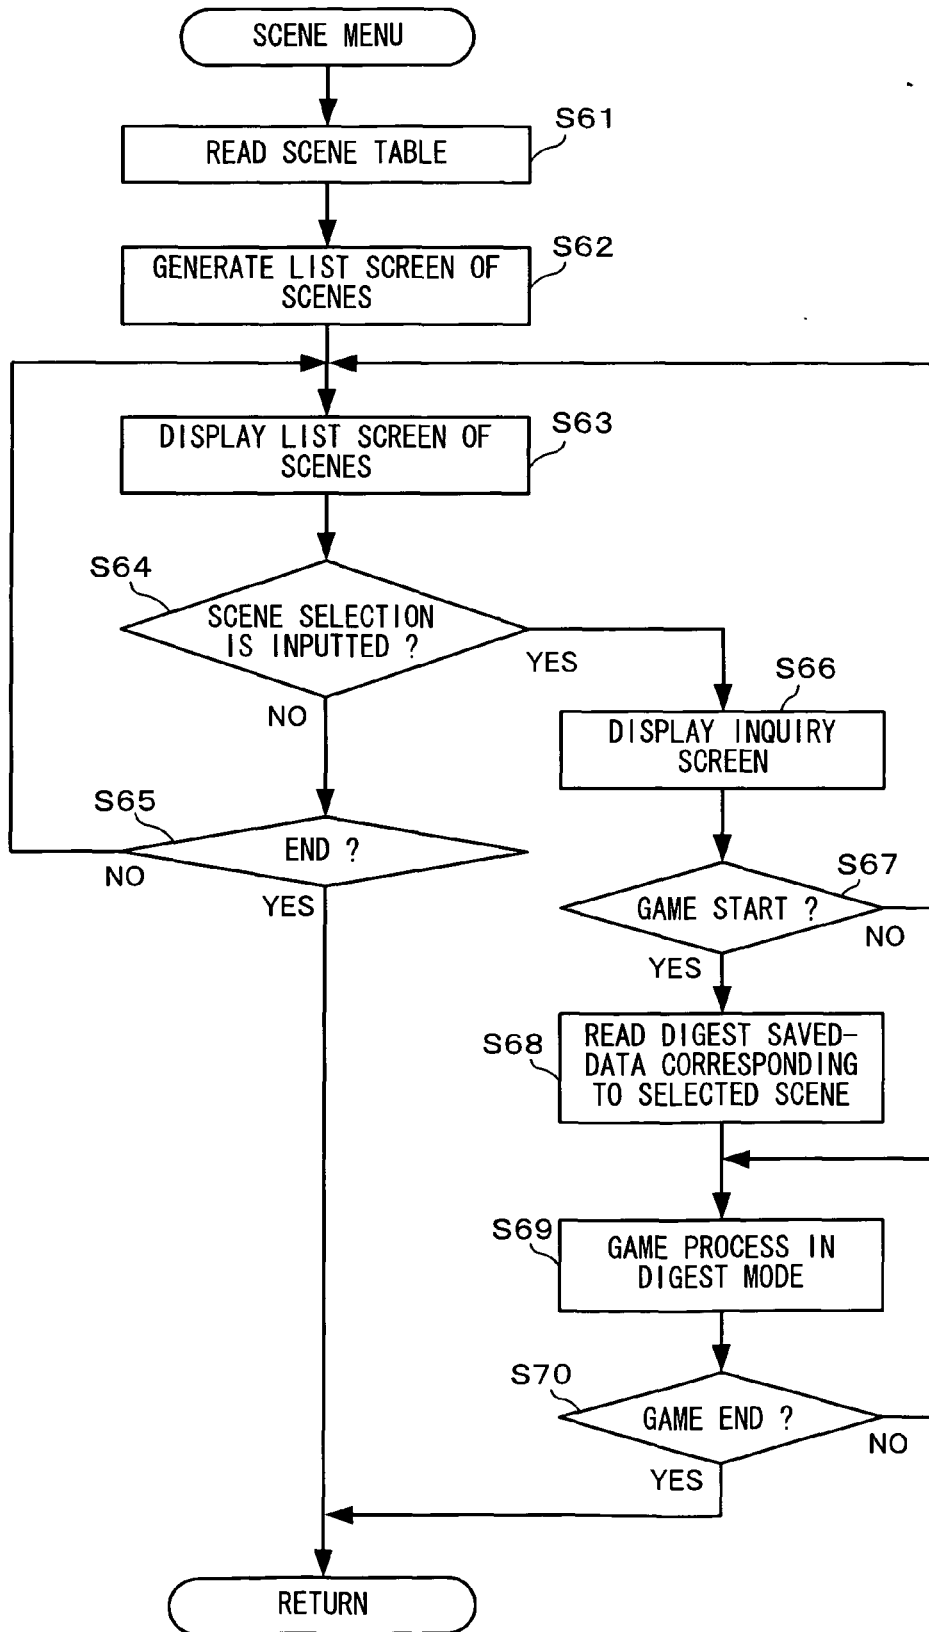 SCENE MENU
S61
READ SCENE TABLE
S62
GENERATE LIST SCREEN OF
SCENES
S63
DISPLAY LIST SCREEN OF
SCENES
S64
SCENE SELECTION
IS INPUTTED ?
YES
NO
S66
DISPLAY INQUIRY
SCREEN
S65
END ?
NO
YES
S67
GAME START ?
NO
YES
S68
READ DIGEST SAVED-
DATA CORRESPONDING
TO SELECTED SCENE
S69
GAME PROCESS IN
DIGEST MODE
S70
GAME END ?
NO
YES
RETURN